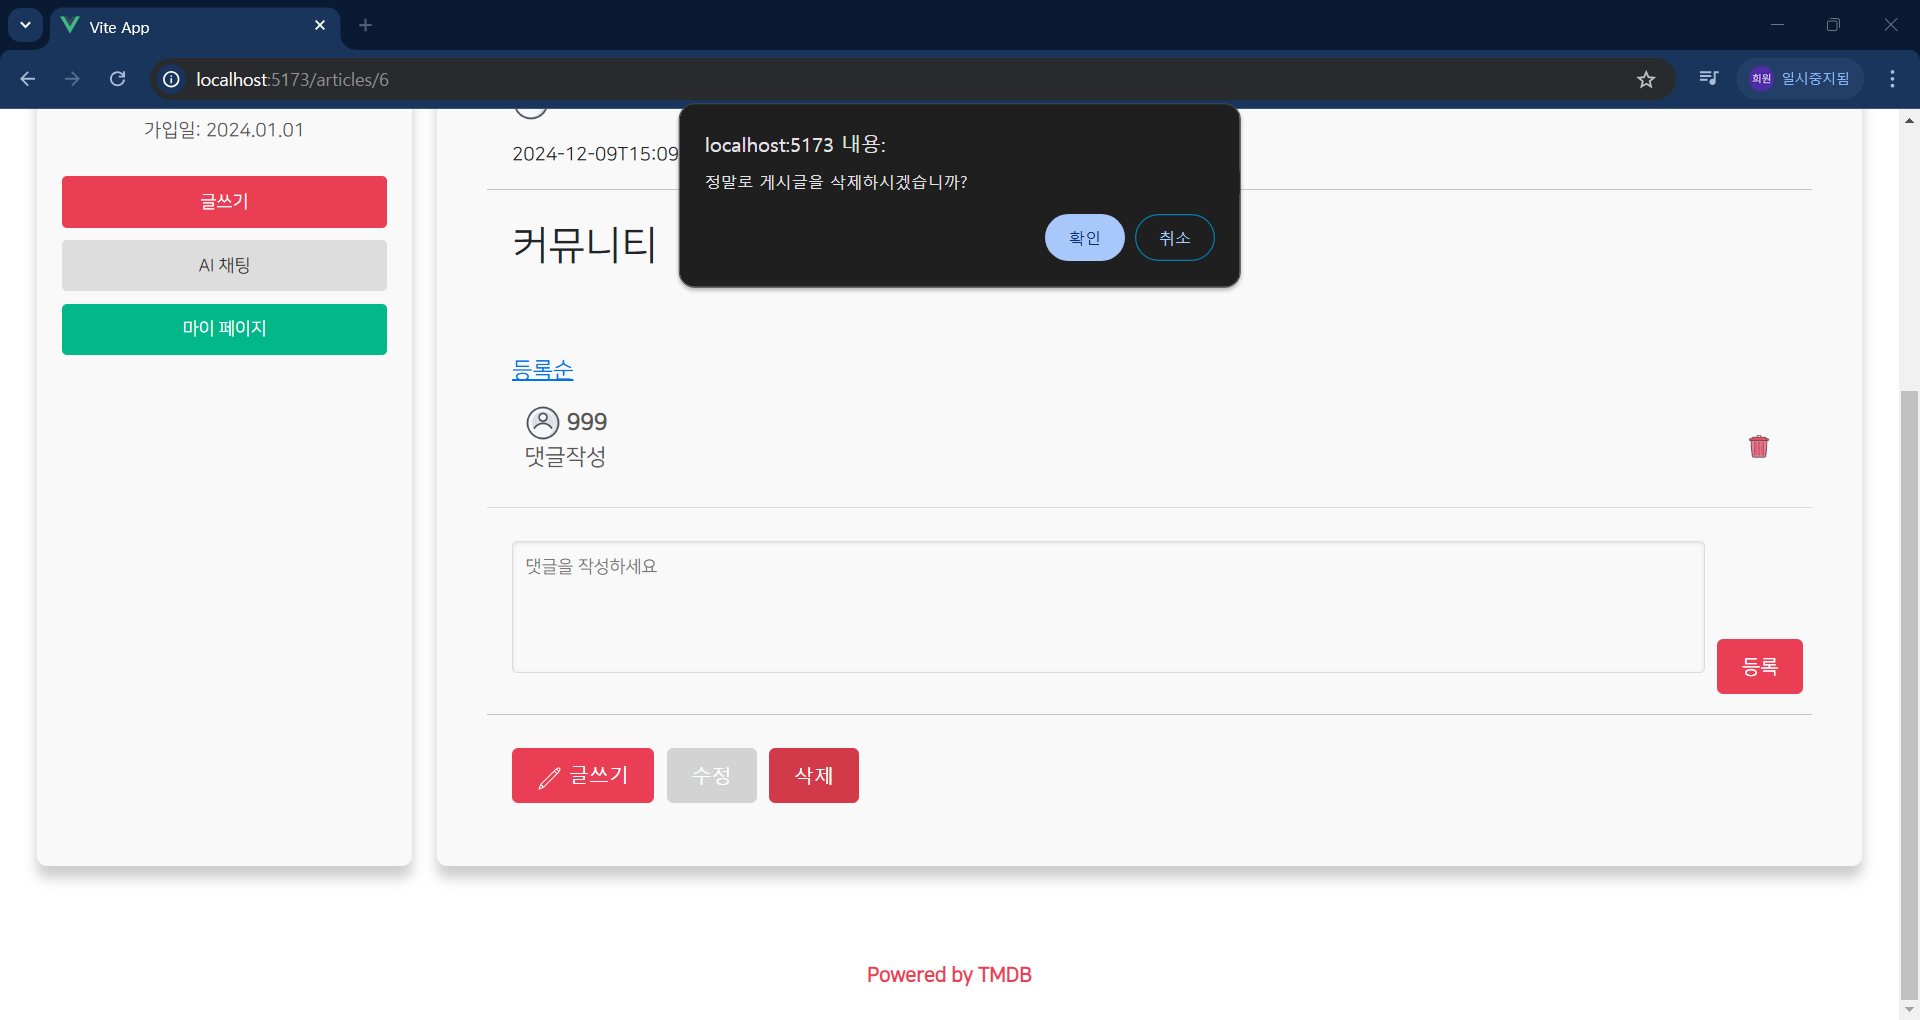 Vite App
localhost:5173/articles/6
희원 일시중지됨
localhost:5173 내용:
정말로 게시글을 삭제하시겠습니까?
확인 취소
가입일: 2024.01.01
글쓰기
AI 채팅
마이 페이지
2024-12-09T15:09
커뮤니티
등록순
999
댓글작성
댓글을 작성하세요
등록
글쓰기 수정 삭제
Powered by TMDB